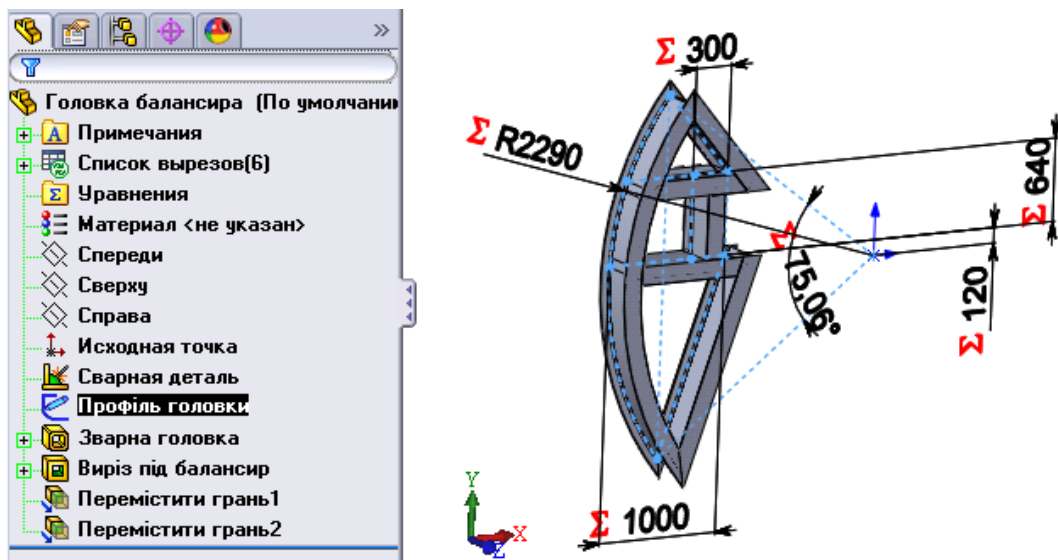 »
Головка балансира (По умолчани
A Примечания
Список вырезов(6)
Σ Уравнения
Материал <не указан>
Спереди
Сверху
Справа
Исходная точка
Сварная деталь
Профіль головки
Зварна головка
Виріз під балансир
Перемістити грань1
Перемістити грань2
Σ 300
Σ R2290
Σ 640
Σ 75,06°
Σ 120
Σ 1000
Y
X
Z